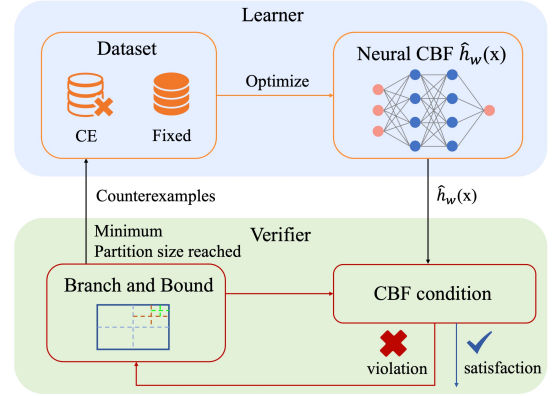 Learner
Dataset
CE
Fixed
Optimize
Neural CBF ĥ_w(x)
Counterexamples
ĥ_w(x)
Minimum
Partition size reached
Verifier
Branch and Bound
CBF condition
violation
satisfaction